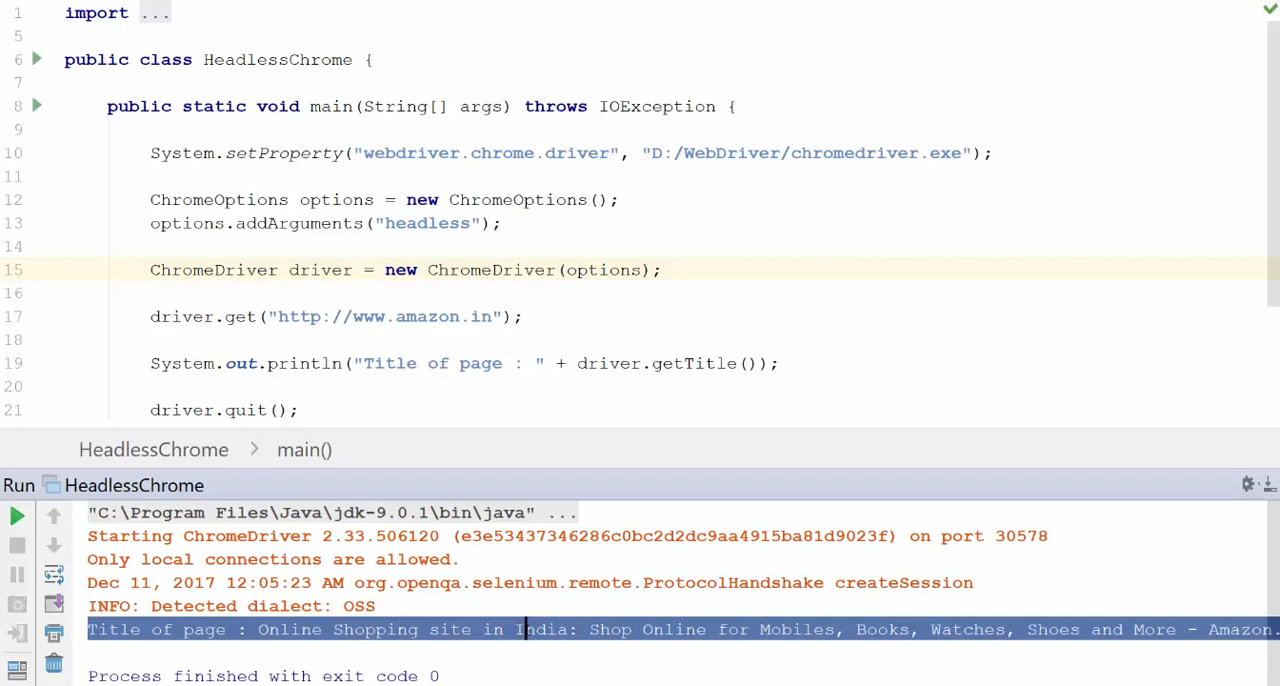 1 import ...
5
6 public class HeadlessChrome {
7
8 public static void main(String[] args) throws IOException {
9
10 System.setProperty("webdriver.chrome.driver", "D:/WebDriver/chromedriver.exe");
11
12 ChromeOptions options = new ChromeOptions();
13 options.addArguments("headless");
14
15 ChromeDriver driver = new ChromeDriver(options);
16
17 driver.get("http://www.amazon.in");
18
19 System.out.println("Title of page : " + driver.getTitle());
20
21 driver.quit();
HeadlessChrome > main()
Run HeadlessChrome
"C:\Program Files\Java\jdk-9.0.1\bin\java" ...
Starting ChromeDriver 2.33.506120 (e3e53437346286c0bc2d2dc9aa4915ba81d9023f) on port 30578
Only local connections are allowed.
Dec 11, 2017 12:05:23 AM org.openqa.selenium.remote.ProtocolHandshake createSession
INFO: Detected dialect: OSS
Title of page : Online Shopping site in India: Shop Online for Mobiles, Books, Watches, Shoes and More - Amazon.
Process finished with exit code 0